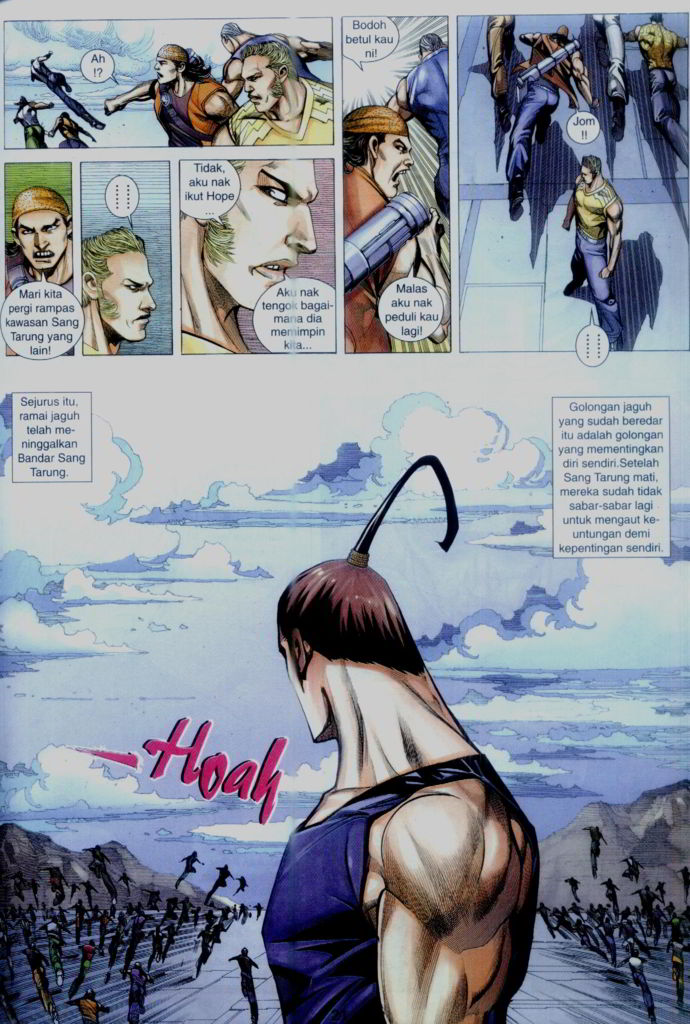 Ah
!?
Bodoh
betul kau
ni!
Jom
!!
Mari kita
pergi rampas
kawasan Sang
Tarung yang
lain!
Tidak,
aku nak
ikut Hope
...
Aku nak
tengok bagai-
mana dia
memimpin
kita...
Malas
aku nak
peduli kau
lagi!
Sejurus itu,
ramai jaguh
telah me-
ninggalkan
Bandar Sang
Tarung.
Golongan jaguh
yang sudah beredar
itu adalah golongan
yang mementingkan
diri sendiri.Setelah
Sang Tarung mati,
mereka sudah tidak
sabar-sabar lagi
untuk mengaut ke-
untungan demi
kepentingan sendiri.
Hoah